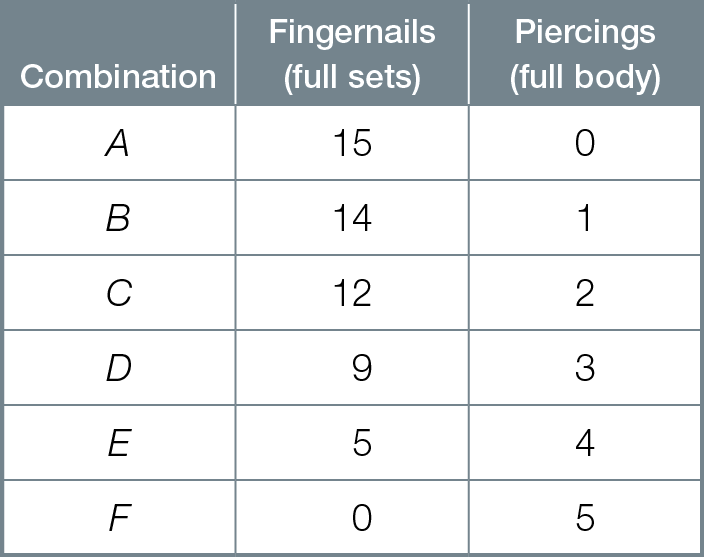 Combination Fingernails (full sets) Piercings (full body)
A 15 0
B 14 1
C 12 2
D 9 3
E 5 4
F 0 5